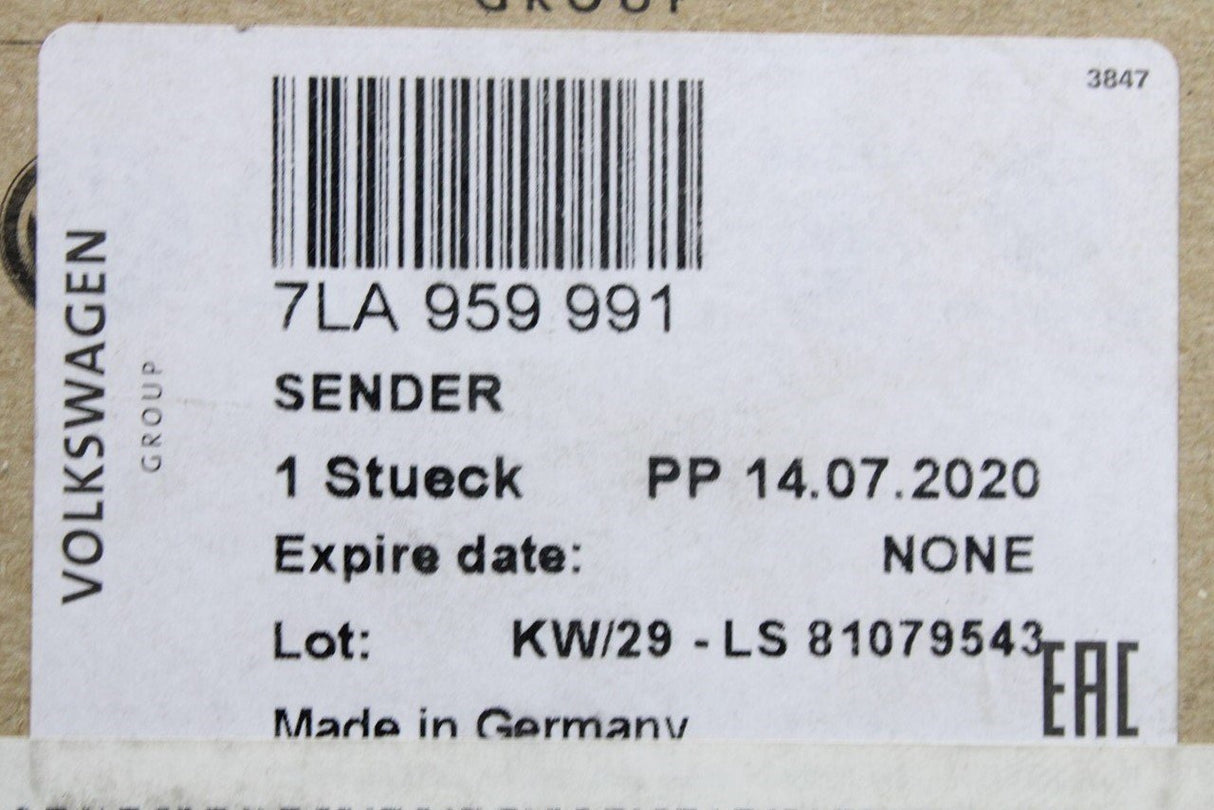 GROUP
3847
VOLKSWAGEN
GROUP
7LA 959 991
SENDER
1 Stueck PP 14.07.2020
Expire date: NONE
Lot: KW/29 - LS 81079543
EAC
Made in Germany